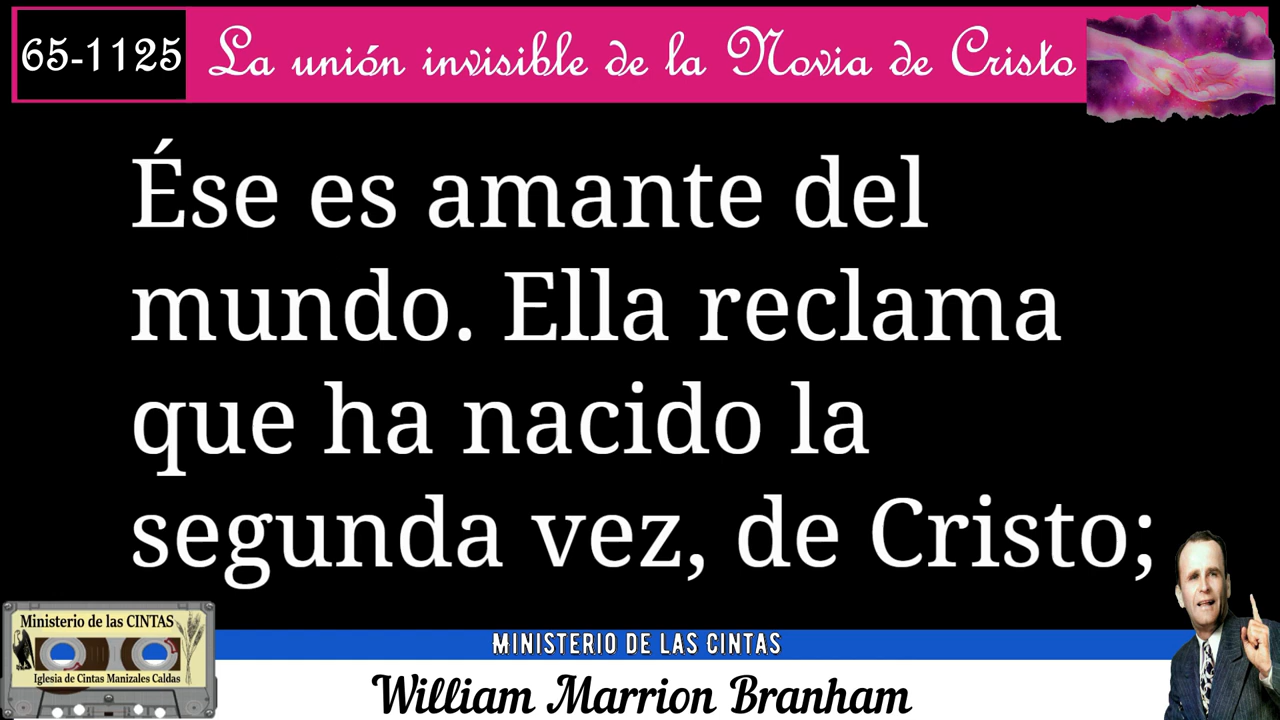 65-1125 La unión invisible de la Novia de Cristo
Ése es amante del
mundo. Ella reclama
que ha nacido la
segunda vez, de Cristo;
Ministerio de las CINTAS
Iglesia de Cintas Manizales Caldas
MINISTERIO DE LAS CINTAS
William Marrion Branham